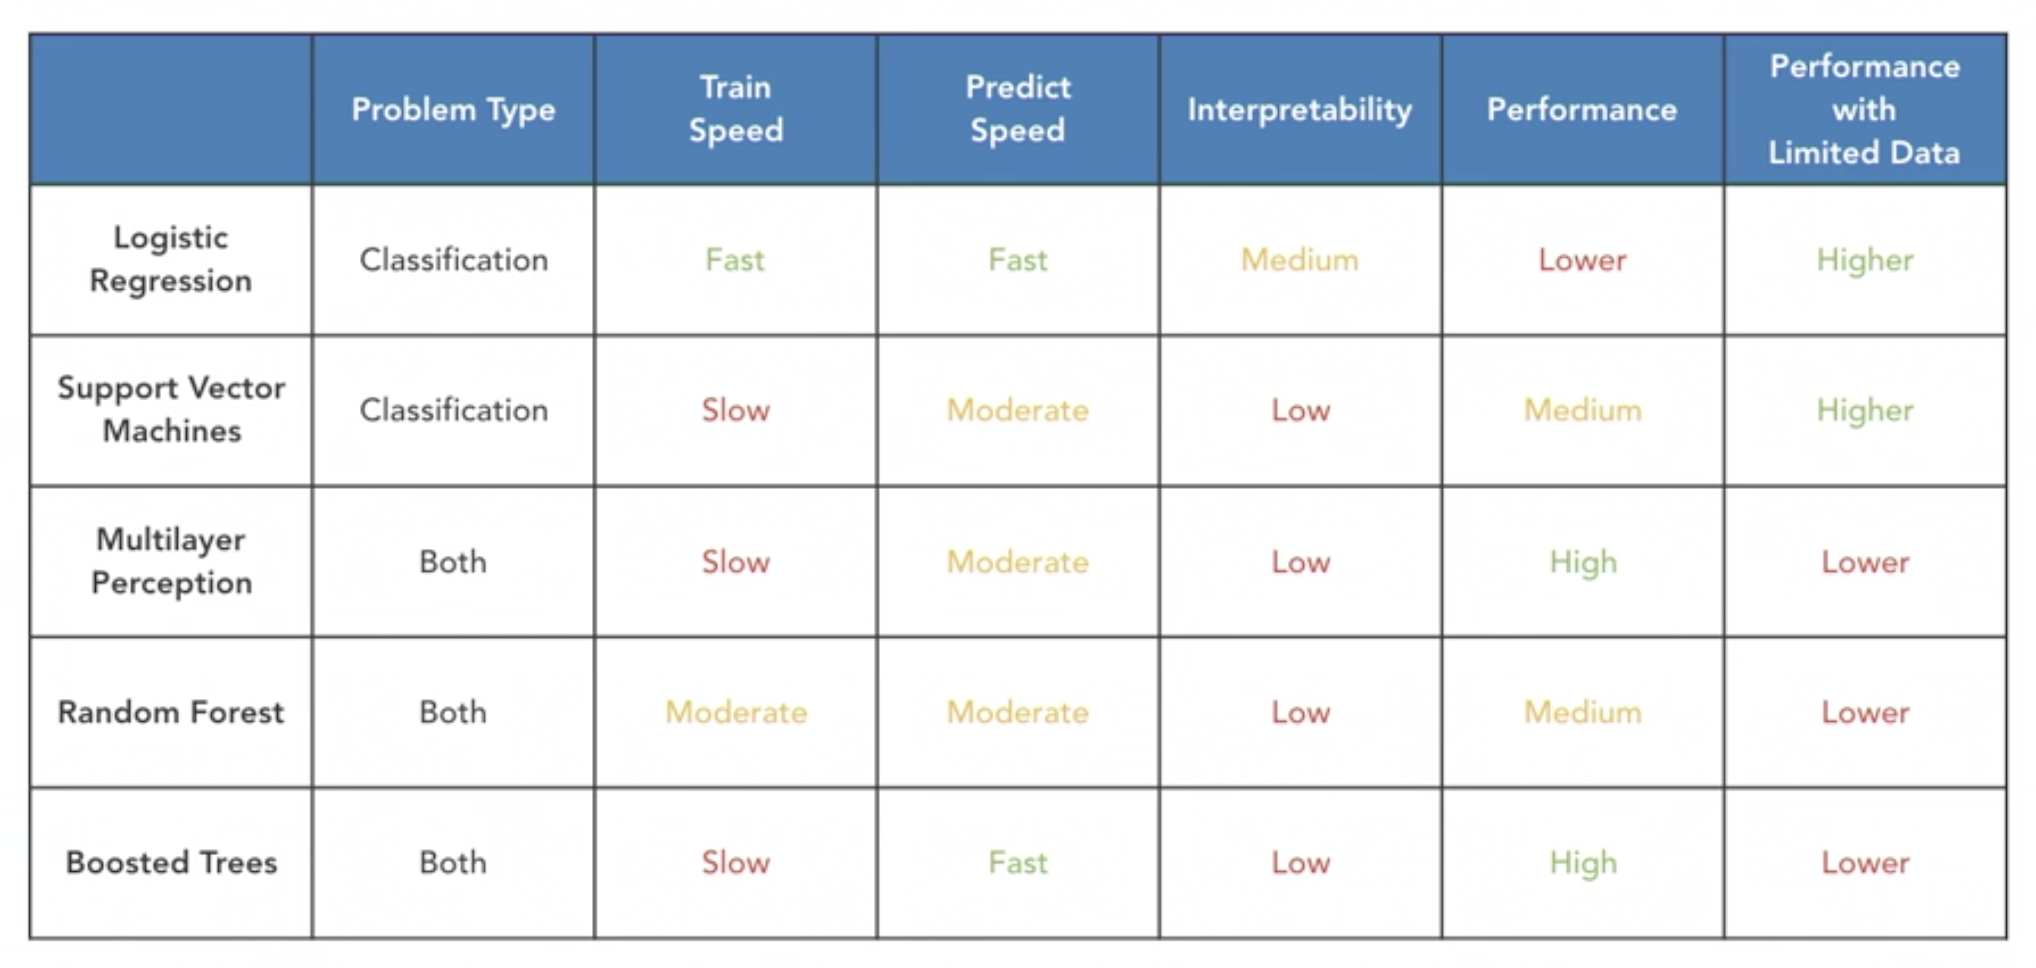 Problem Type
Train
Speed
Predict
Speed
Interpretability
Performance
Performance
with
Limited Data
Logistic
Regression
Classification
Fast
Fast
Medium
Lower
Higher
Support Vector
Machines
Classification
Slow
Moderate
Low
Medium
Higher
Multilayer
Perception
Both
Slow
Moderate
Low
High
Lower
Random Forest
Both
Moderate
Moderate
Low
Medium
Lower
Boosted Trees
Both
Slow
Fast
Low
High
Lower